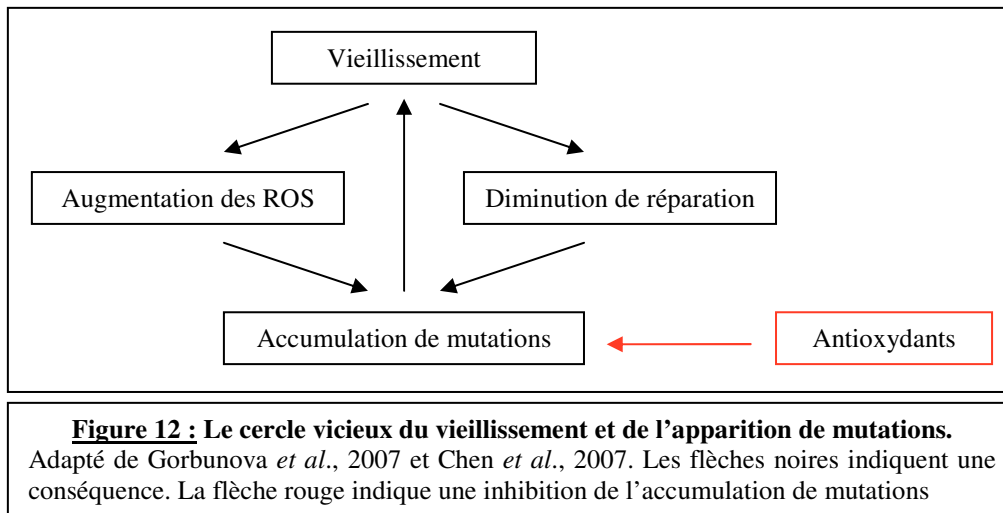 Vieillissement
Augmentation des ROS
Diminution de réparation
Accumulation de mutations
Antioxydants
Figure 12 : Le cercle vicieux du vieillissement et de l’apparition de mutations.
Adapté de Gorbunova et al., 2007 et Chen et al., 2007. Les flèches noires indiquent une
conséquence. La flèche rouge indique une inhibition de l’accumulation de mutations